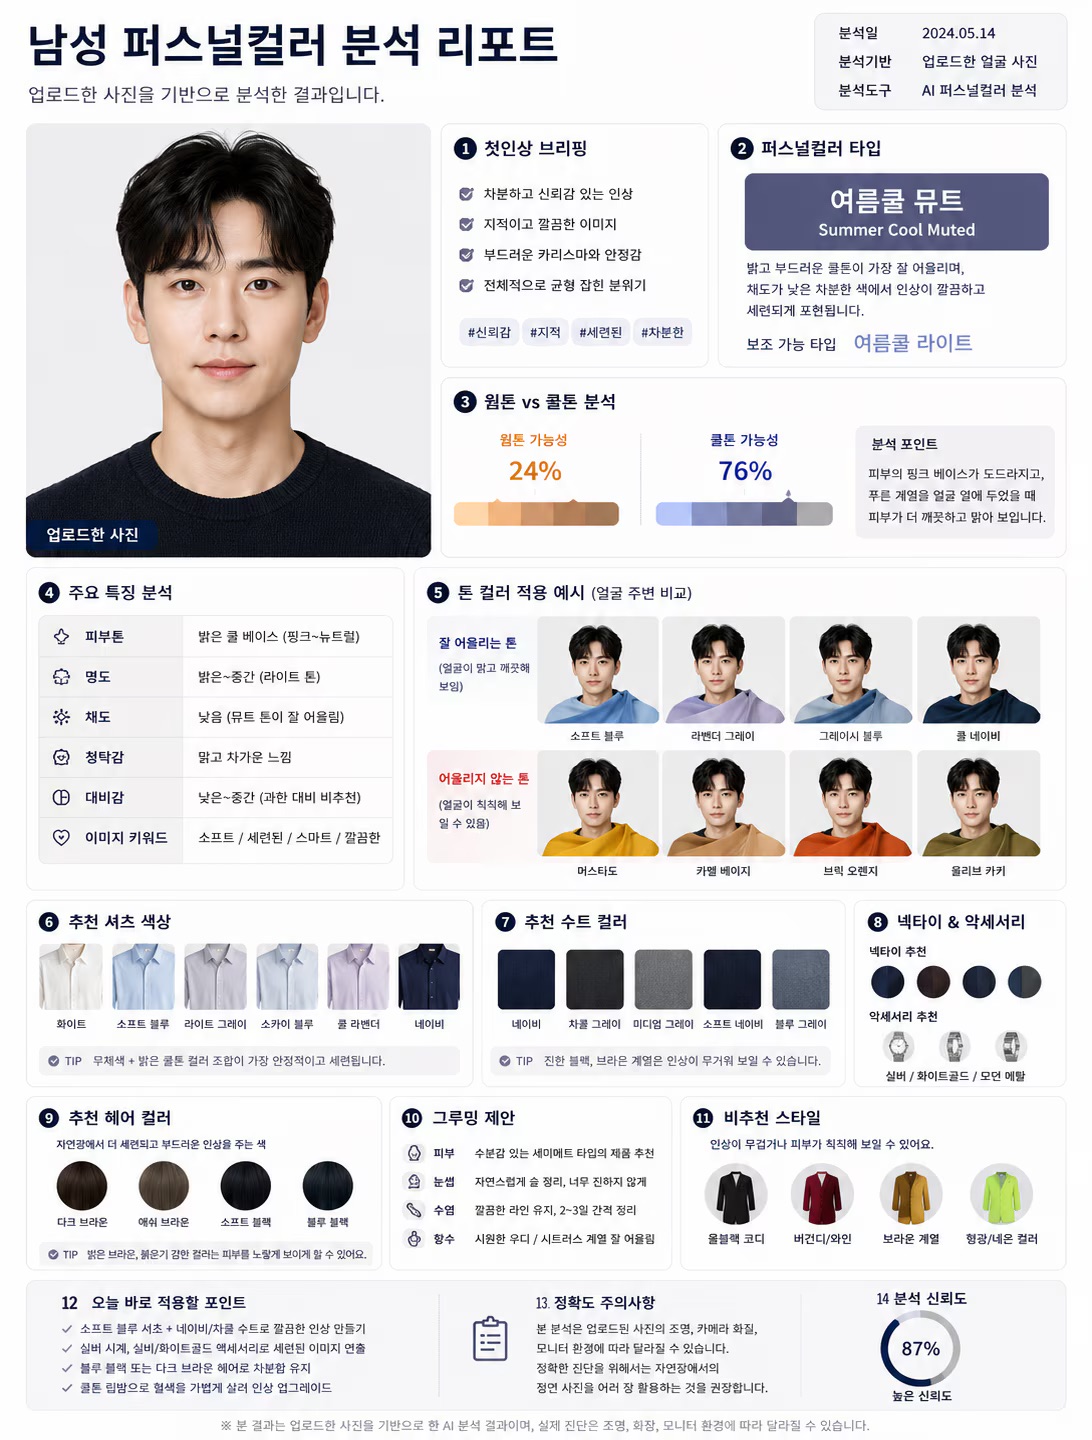 남성 퍼스널컬러 분석 리포트
업로드한 사진을 기반으로 분석한 결과입니다.
분석일 2024.05.14
분석기반 업로드한 얼굴 사진
분석도구 AI 퍼스널컬러 분석
업로드한 사진
1 첫인상 브리핑
차분하고 신뢰감 있는 인상
지적이고 깔끔한 이미지
부드러운 카리스마와 안정감
전체적으로 균형 잡힌 분위기
#신뢰감 #지적 #세련된 #차분한
2 퍼스널컬러 타입
여름쿨 뮤트
Summer Cool Muted
밝고 부드러운 쿨톤이 가장 잘 어울리며,
채도가 낮은 차분한 색에서 인상이 깔끔하고
세련되게 포현됩니다.
보조 가능 타입 여름쿨 라이트
3 웜톤 vs 쿨톤 분석
웜톤 가능성
24%
쿨톤 가능성
76%
분석 포인트
피부의 핑크 베이스가 도드라지고,
푸른 계열을 얼굴 열에 두었을 때
피부가 더 깨끗하고 맑아 보입니다.
4 주요 특징 분석
피부톤 밝은 쿨 베이스 (핑크~뉴트럴)
명도 밝은~중간 (라이트 톤)
채도 낮음 (뮤트 톤이 잘 어울림)
청탁감 맑고 차가운 느낌
대비감 낮은~중간 (과한 대비 비추천)
이미지 키워드 소프트 / 세련된 / 스마트 / 깔끔한
5 톤 컬러 적용 예시 (얼굴 주변 비교)
잘 어울리는 톤
(얼굴이 맑고 깨끗해
보임)
소프트 블루 라벤더 그레이 그레이시 블루 쿨 네이비
어울리지 않는 톤
(얼굴이 칙칙해 보
일 수 있음)
머스타도 카멜 베이지 브릭 오렌지 올리브 카키
6 추천 셔츠 색상
화이트 소프트 블루 라이트 그레이 소카이 블루 쿨 라벤더 네이비
TIP 무채색 + 밝은 쿨톤 컬러 조합이 가장 안정적이고 세련됩니다.
7 추천 수트 컬러
네이비 차콜 그레이 미디엄 그레이 소프트 네이비 블루 그레이
TIP 진한 블랙, 브라은 계열은 인상이 무거워 보일 수 있습니다.
8 넥타이 & 악세서리
넥타이 추천
악세서리 추천
실버 / 화이트골드 / 모던 메탈
9 추천 헤어 컬러
자연광에서 더 세련되고 부드러운 인상을 주는 색
다크 브라운 애쉬 브라운 소프트 블랙 블루 블랙
TIP 밝은 브라운, 붉은기 감한 컬러는 피부를 노랗게 보이게 할 수 있어요.
10 그루밍 제안
피부 수분감 있는 세이메트 타입의 제품 추천
눈썹 자연스럽게 슬 정리, 너무 진하지 않게
수염 깔끔한 라인 유지, 2~3일 간격 정리
향수 시원한 우디 / 시트러스 계열 잘 어울림
11 비추천 스타일
인상이 무겁거나 피부가 칙칙해 보일 수 있어요.
올블랙 코디 버건디/와인 보라운 계열 형광/네온 컬러
12 오늘 바로 적용할 포인트
소프트 블루 서초 + 네이비/차쿨 수트로 깔끔한 인상 만들기
실버 시계, 실비/화이트골드 액세서리로 세련된 이미지 연출
블루 블랙 또는 다크 브라운 헤어로 차분함 유지
쿨톤 립밤으로 혈색을 가볍게 살려 인상 업그레이드
13. 정확도 주의사항
본 분석은 업로드된 사진의 조명, 카메라 화질,
모니터 환경에 따라 달라질 수 있습니다.
정확한 진단을 위해서는 자연광에서의
정면 사진을 여러 장 활용하는 것을 권장합니다.
14 분석 신뢰도
87%
높은 신뢰도
※ 분 결과는 업로드한 사진을 기반으로 한 AI 분석 결과이며, 실제 진단은 조명, 화장, 모니터 환경에 따라 달라질 수 있습니다.